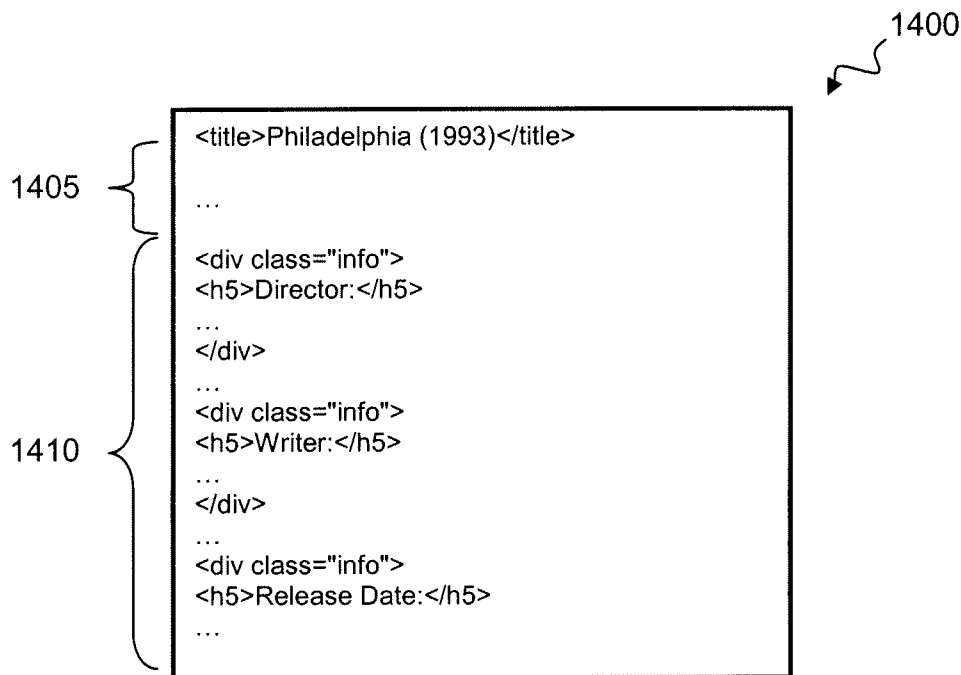 1400
<title>Philadelphia (1993)</title>
1405
...
<div class="info">
<h5>Director:</h5>
...
</div>
...
<div class="info">
1410
<h5>Writer:</h5>
...
</div>
...
<div class="info">
<h5>Release Date:</h5>
...